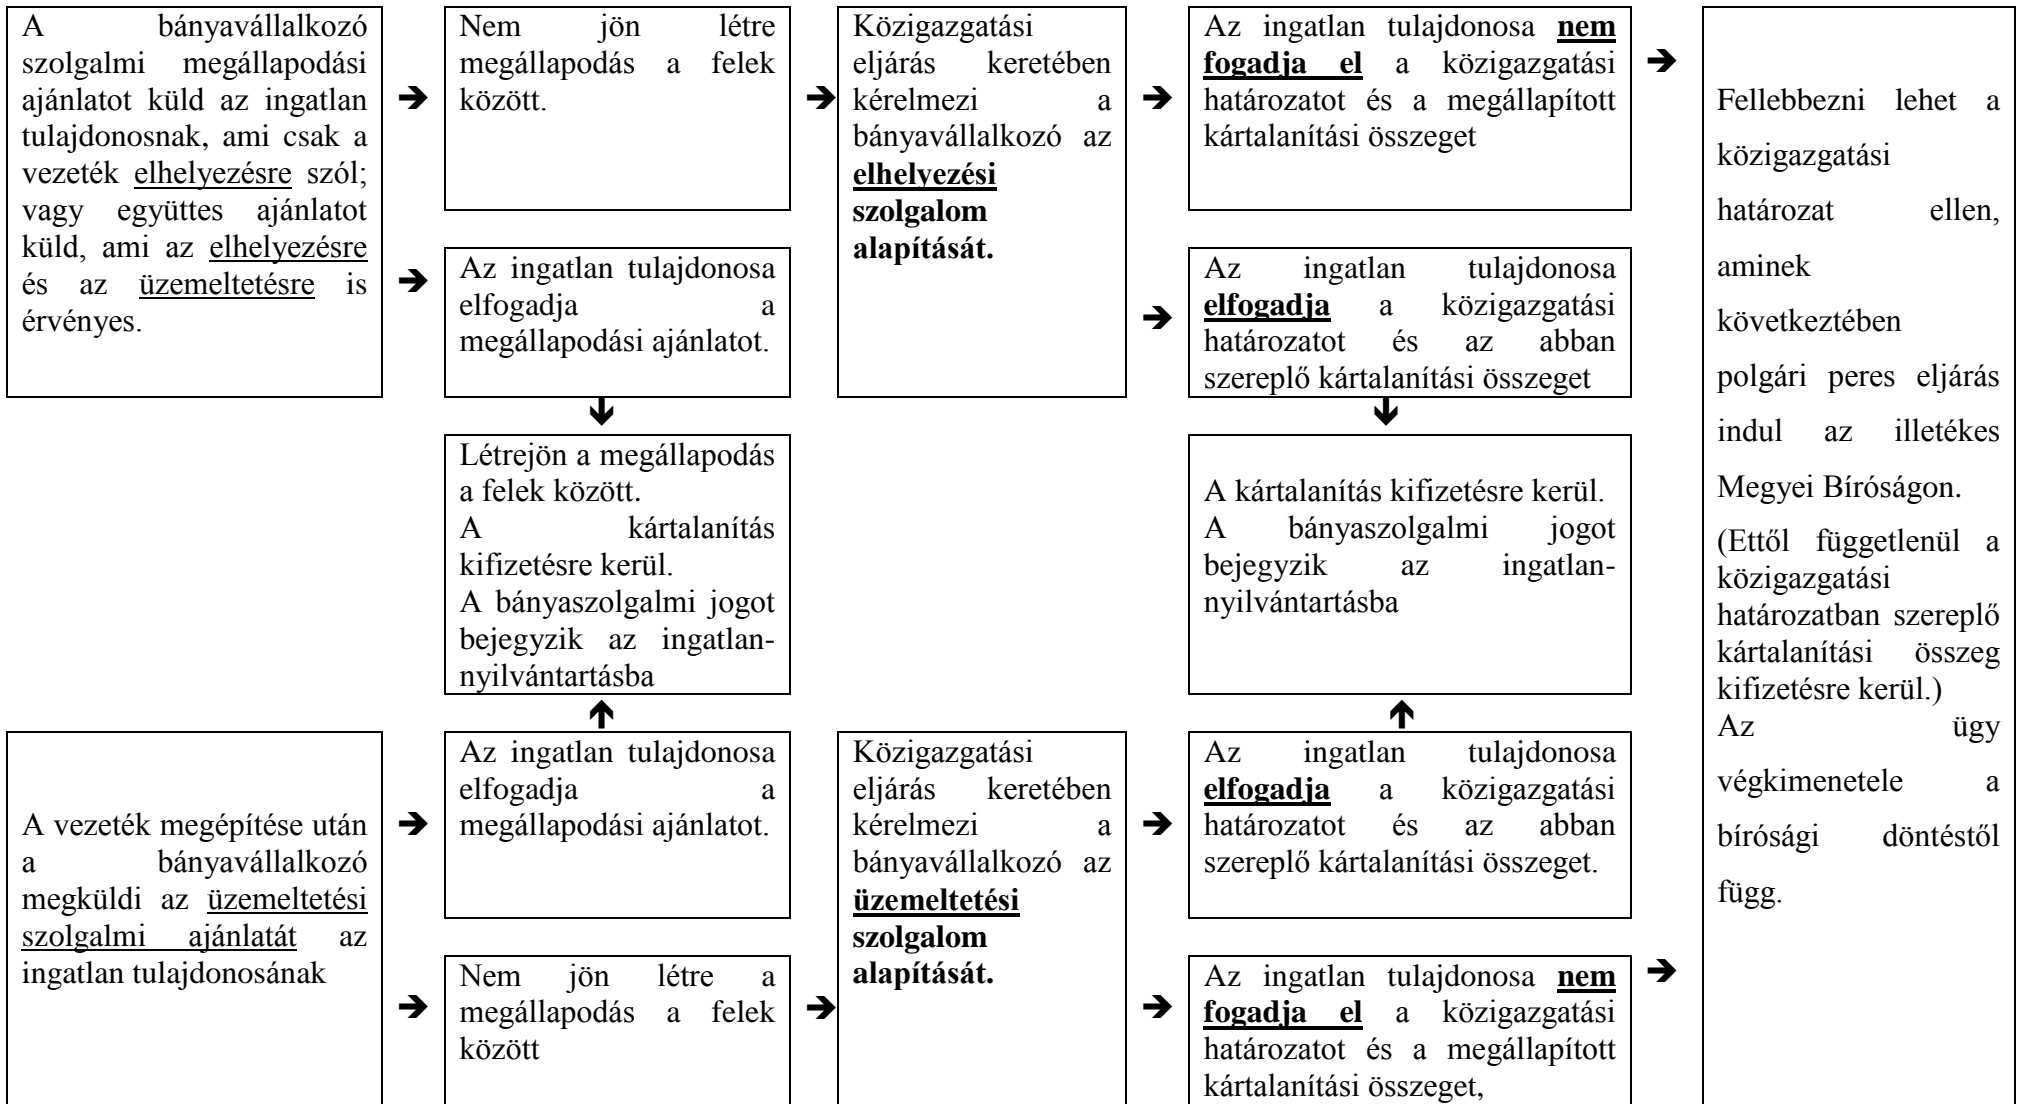 A bányavállalkozó
szolgalmi megállapodási
ajánlatot küld az ingatlan
tulajdonosnak, ami csak a
vezeték elhelyezésre szól;
vagy együttes ajánlatot
küld, ami az elhelyezésre
és az üzemeltetésre is
érvényes.
Nem jön létre
megállapodás a felek
között.
Az ingatlan tulajdonosa
elfogadja a
megállapodási ajánlatot.
Közigazgatási
eljárás keretében
kérelmezi a
bányavállalkozó az
elhelyezési
szolgalom
alapítását.
Az ingatlan tulajdonosa nem
fogadja el a közigazgatási
határozatot és a megállapított
kártalanítási összeget
Az ingatlan tulajdonosa
elfogadja a közigazgatási
határozatot és az abban
szereplő kártalanítási összeget
Létrejön a megállapodás
a felek között.
A kártalanítás
kifizetésre kerül.
A bányaszolgalmi jogot
bejegyzik az ingatlan-
nyilvántartásba
A kártalanítás kifizetésre kerül.
A bányaszolgalmi jogot
bejegyzik az ingatlan-
nyilvántartásba
A vezeték megépítése után
a bányavállalkozó
megküldi az üzemeltetési
szolgalmi ajánlatát az
ingatlan tulajdonosának
Az ingatlan tulajdonosa
elfogadja a
megállapodási ajánlatot.
Nem jön létre a
megállapodás a felek
között
Közigazgatási
eljárás keretében
kérelmezi a
bányavállalkozó az
üzemeltetési
szolgalom
alapítását.
Az ingatlan tulajdonosa
elfogadja a közigazgatási
határozatot és az abban
szereplő kártalanítási összeget.
Az ingatlan tulajdonosa nem
fogadja el a közigazgatási
határozatot és a megállapított
kártalanítási összeget,
Fellebbezni lehet a
közigazgatási
határozat ellen,
aminek
következtében
polgári peres eljárás
indul az illetékes
Megyei Bíróságon.
(Ettől függetlenül a
közigazgatási
határozatban szereplő
kártalanítási összeg
kifizetésre kerül.)
Az ügy
végkimenetele a
bírósági döntéstől
függ.